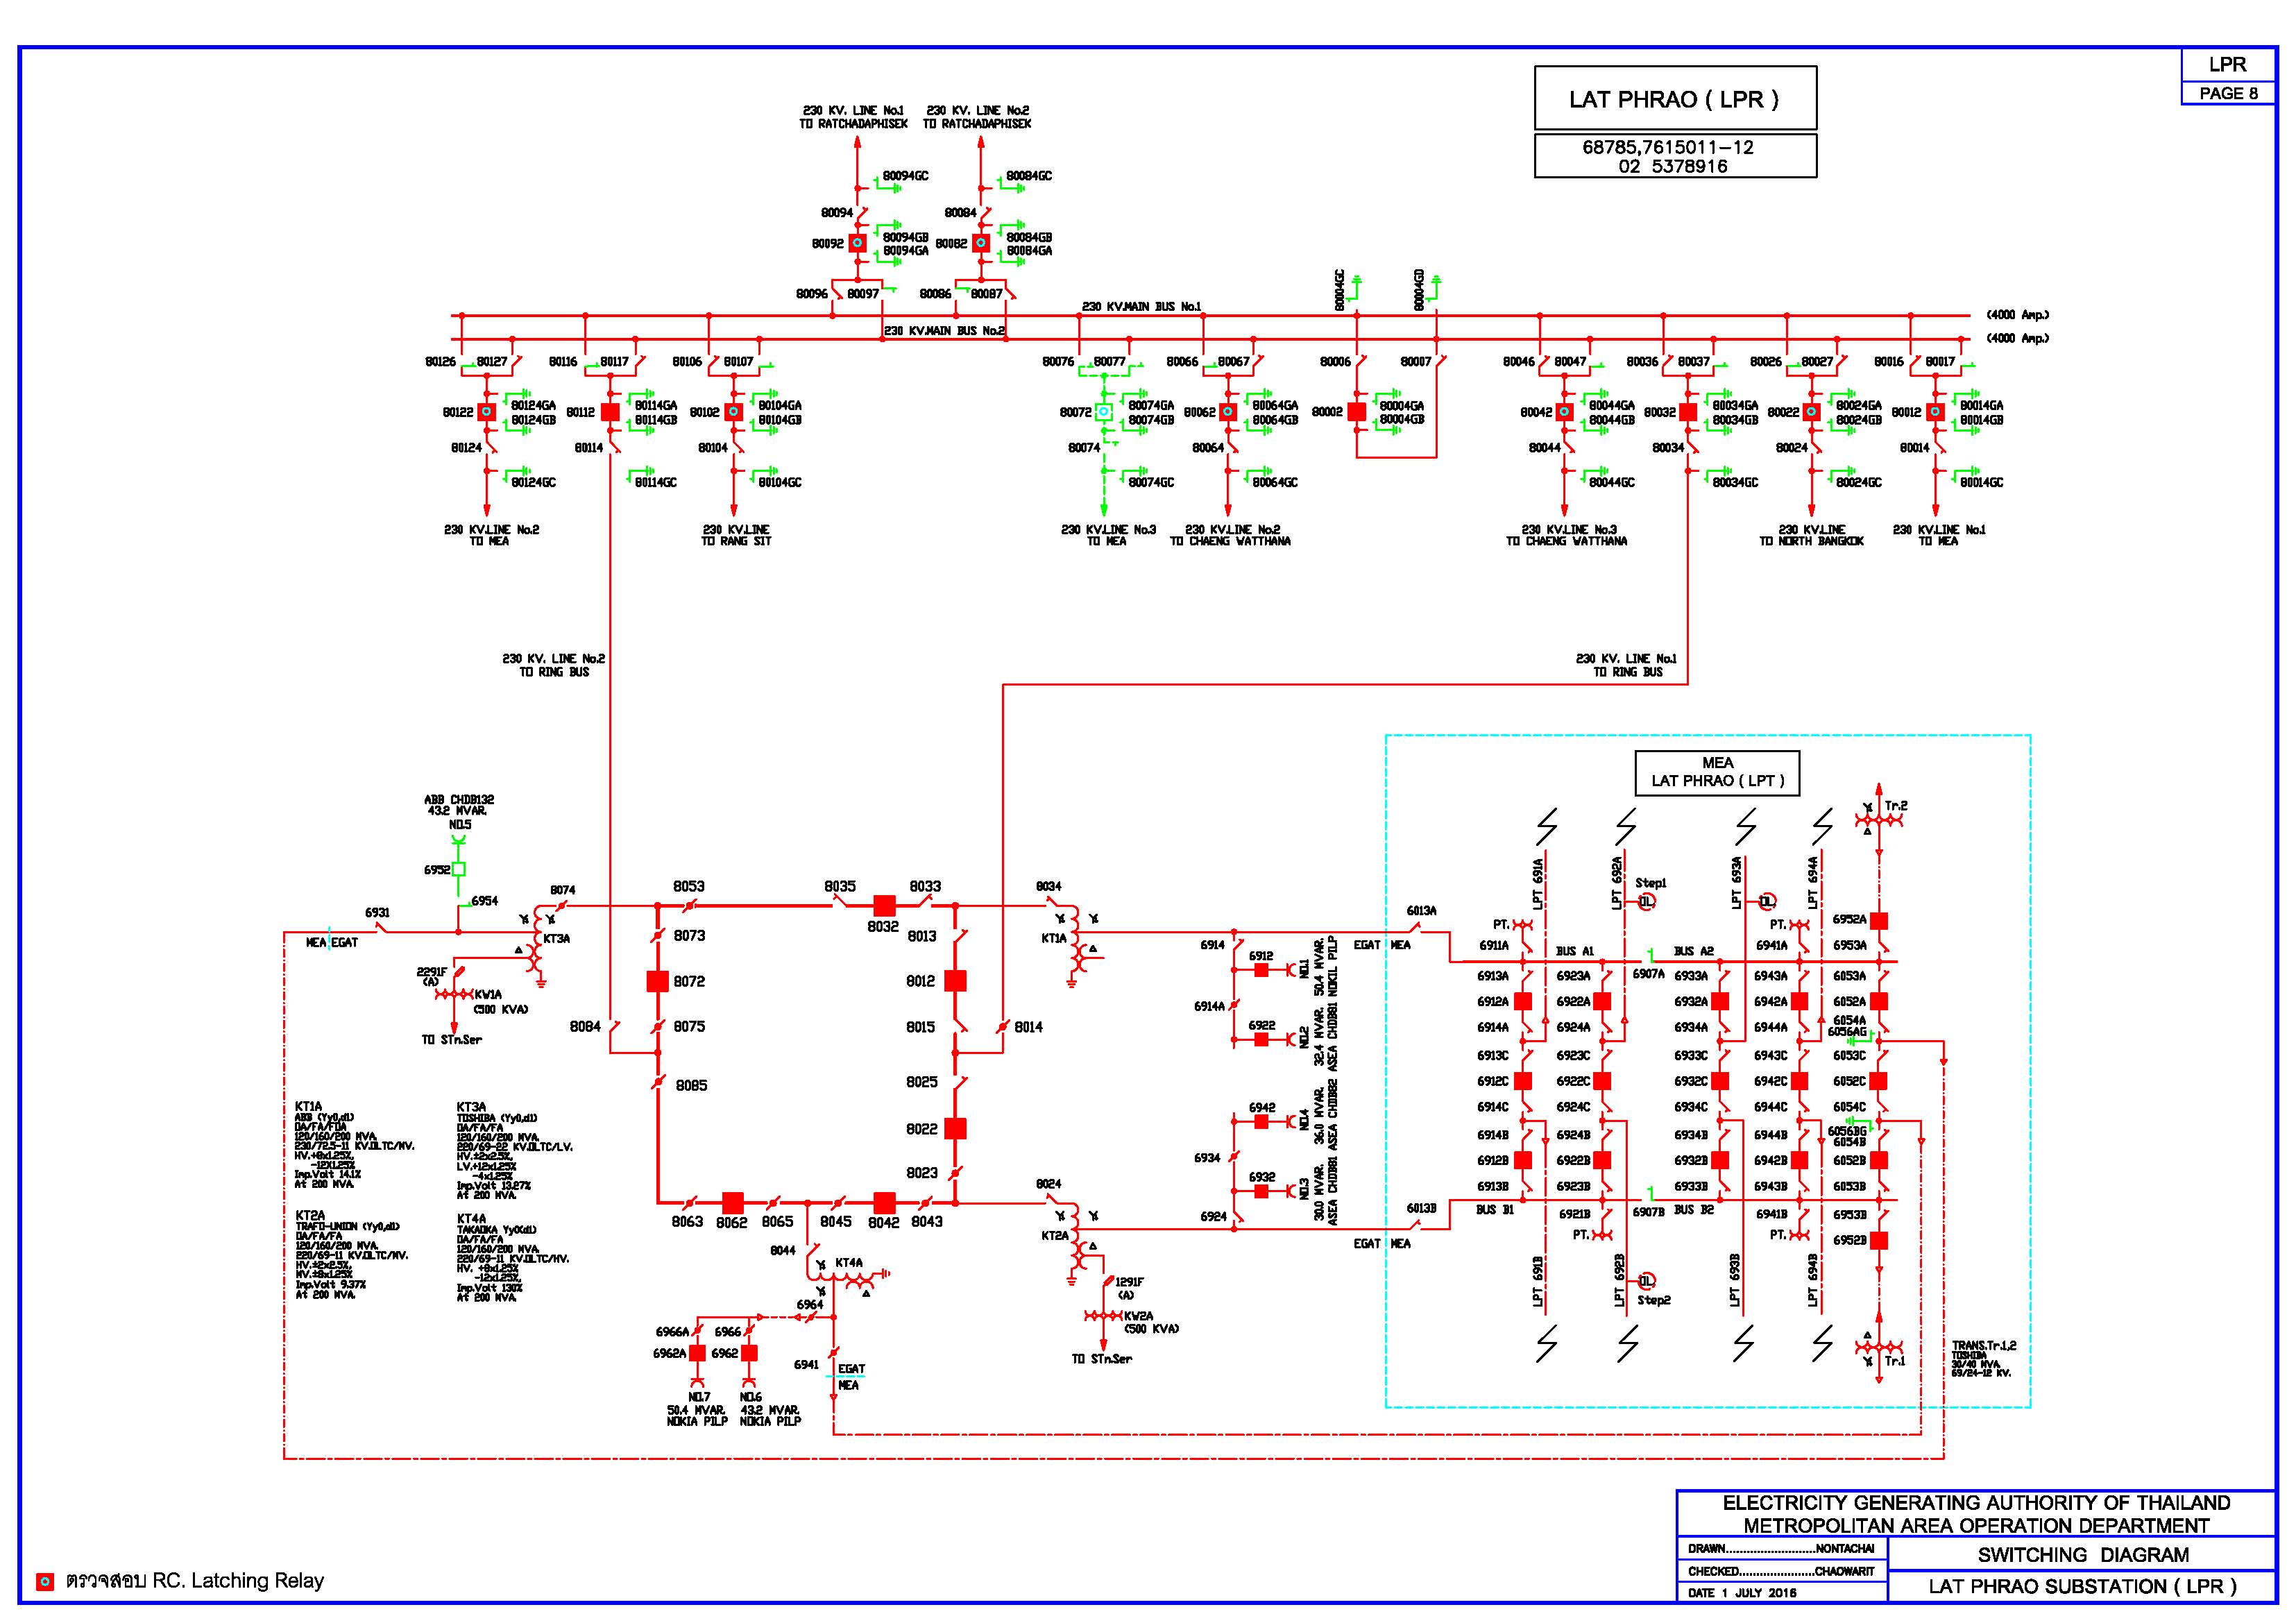 LPR
PAGE 8
LAT PHRAO ( LPR )
68785,7615011-12
02 5378916
230 KV. LINE No.1
TO RATCHADAPHISEK
230 KV. LINE No.2
TO RATCHADAPHISEK
80094GC
80084GC
80094
80084
80092
80094GB
80094GA
80082
80084GB
80084GA
80096
80097
80086
80087
80004GC
80004GD
230 KV.MAIN BUS No.1
(4000 Amp.)
230 KV.MAIN BUS No.2
(4000 Amp.)
80126
80127
80116
80117
80106
80107
80076
80077
80066
80067
80006
80007
80046
80047
80036
80037
80026
80027
80016
80017
80122
80124GA
80124GB
80112
80114GA
80114GB
80102
80104GA
80104GB
80072
80074GA
80074GB
80062
80064GA
80064GB
80002
80004GA
80004GB
80042
80044GA
80044GB
80032
80034GA
80034GB
80022
80024GA
80024GB
80012
80014GA
80014GB
80124
80114
80104
80074
80064
80044
80034
80024
80014
80124GC
80114GC
80104GC
80074GC
80064GC
80044GC
80034GC
80024GC
80014GC
230 KV.LINE No.2
TO MEA
230 KV.LINE
TO RANG SIT
230 KV.LINE No.3
TO MEA
230 KV.LINE No.2
TO CHAENG WATTHANA
230 KV.LINE No.3
TO CHAENG WATTHANA
230 KV.LINE
TO NORTH BANGKOK
230 KV.LINE No.1
TO MEA
230 KV. LINE No.2
TO RING BUS
230 KV. LINE No.1
TO RING BUS
ABB CHDB132
43.2 MVAR.
NO.5
6952
6954
6931
MEA EGAT
8074
KT3A
2291F
(A)
KW1A
(500 KVA)
TO STn.Ser
8053
8035
8033
8032
8073
8072
8075
8084
8085
8013
8012
8015
8014
8025
8022
8023
8063
8062
8065
8045
8042
8043
8034
KT1A
8024
KT2A
1291F
(A)
KW2A
(500 KVA)
TO STn.Ser
8044
KT4A
6964
6966A
6966
6962A
6962
6941
EGAT
MEA
NO.7
50.4 MVAR.
NOKIA PILP
NO.6
43.2 MVAR.
NOKIA PILP
6914
6912
NO.1
6914A
6922
NO.2
6942
NO.4
6934
6932
NO.3
6924
50.4 MVAR.
NOKIL PILP
32.4 MVAR.
ASEA CHDBB1
36.0 MVAR.
ASEA CHDBB2
30.0 MVAR.
ASEA CHDBB1
6013A
EGAT MEA
6013B
EGAT MEA
KT1A
ABB (Yy0,d1)
OA/FA/FOA
120/160/200 MVA.
230/72.5-11 KV.OLTC/HV.
HV.+8x1.25%,
-12X1.25%
Imp.Volt 14.1%
At 200 MVA.
KT2A
TRAFO-UNION (Yy0,d1)
OA/FA/FA
120/160/200 MVA.
220/69-11 KV.OLTC/MV.
HV.±2x2.5%,
MV.±8x1.25%
Imp.Volt 9.37%
At 200 MVA.
KT3A
TOSHIBA (Yy0,d1)
OA/FA/FA
120/160/200 MVA.
220/69-22 KV.OLTC/LV.
HV.±2x2.5%,
LV.+12x1.25%
-4x1.25%
Imp.Volt 13.27%
At 200 MVA.
KT4A
TAKAOKA Yy0(d1)
OA/FA/FA
120/160/200 MVA.
220/69-11 KV.OLTC/HV.
HV. +8x1.25%
-12x1.25%,
At 200 MVA.
MEA
LAT PHRAO ( LPT )
Tr.2
LPT 691A
LPT 692A
LPT 693A
LPT 694A
Step1
OL.
OL.
PT.
PT.
6911A
6941A
6952A
6953A
BUS A1
BUS A2
6907A
6913A
6923A
6933A
6943A
6053A
6912A
6922A
6932A
6942A
6052A
6914A
6924A
6934A
6944A
6054A
6056AG
6913C
6923C
6933C
6943C
6053C
6912C
6922C
6932C
6942C
6052C
6914C
6924C
6934C
6944C
6054C
6056BG
6914B
6924B
6934B
6944B
6054B
6912B
6922B
6932B
6942B
6052B
6913B
6923B
6933B
6943B
6053B
BUS B1
6907B
BUS B2
6921B
6941B
6953B
PT.
PT.
6952B
LPT 691B
LPT 692B
LPT 693B
LPT 694B
OL.
Step2
Tr.1
TRANS.Tr.1,2
TOSHIBA
30/40 MVA.
69/24-12 KV.
ตรวจสอบ RC. Latching Relay
ELECTRICITY GENERATING AUTHORITY OF THAILAND
METROPOLITAN AREA OPERATION DEPARTMENT
DRAWN..........................NONTACHAI
CHECKED......................CHAOWARIT
DATE 1 JULY 2016
SWITCHING DIAGRAM
LAT PHRAO SUBSTATION ( LPR )